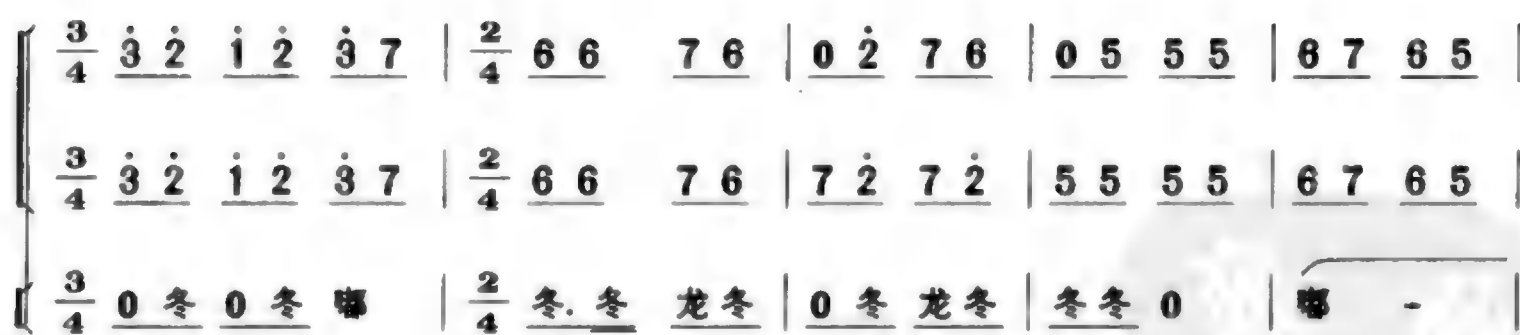 3/4 3̇ 2̇ 1̇ 2̇ 3̇ 7 | 2/4 6 6 7 6 | 0 2̇ 7 6 | 0 5 5 5 | 6 7 6 5 |
3/4 3̇ 2̇ 1̇ 2̇ 3̇ 7 | 2/4 6 6 7 6 | 7 2̇ 7 2̇ | 5 5 5 5 | 6 7 6 5 |
3/4 0 冬 0 冬 | 2/4 冬. 冬 龙 冬 | 0 冬 龙 冬 | 冬 冬 0 | - |